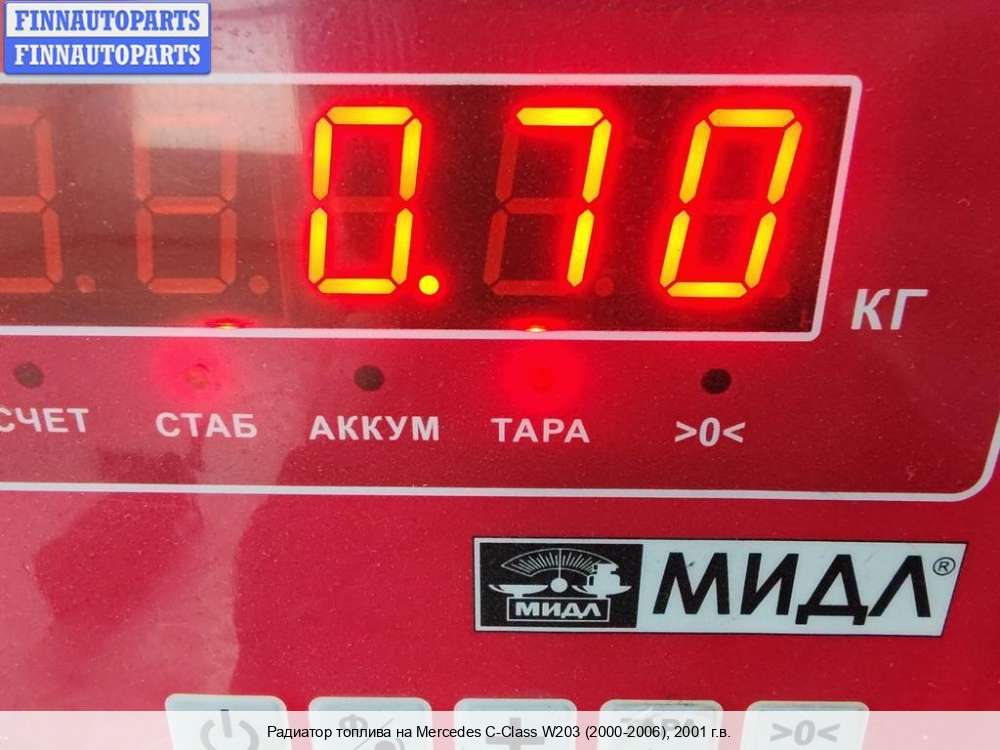 FINNAUTOPARTS
FINNAUTOPARTS
0.70
КГ
СЧЕТ СТАБ АККУМ ТАРА >0<
МИДЛ
МИДЛ®
>0<
Радиатор топлива на Mercedes C-Class W203 (2000-2006), 2001 г.в.